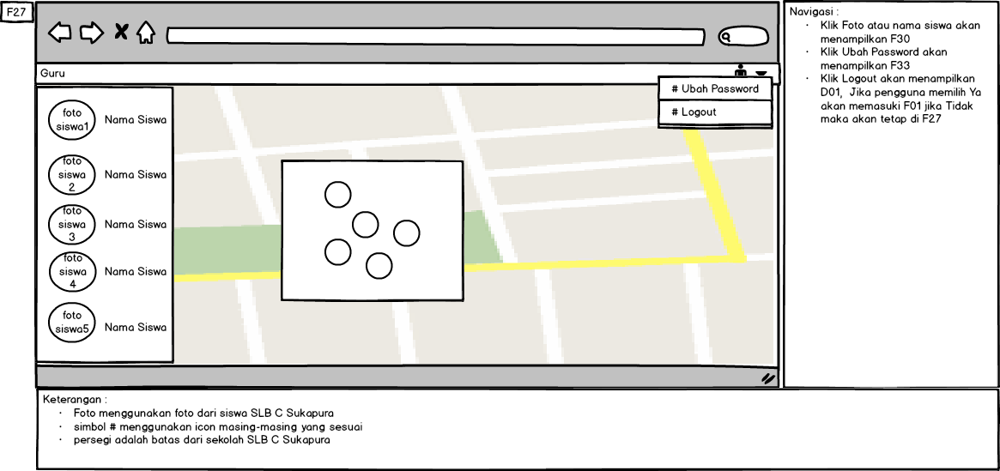 F27
Guru
# Ubah Password
# Logout
foto
siswa1
Nama Siswa
foto
siswa
2
Nama Siswa
foto
siswa
3
Nama Siswa
foto
siswa
4
Nama Siswa
foto
siswa5
Nama Siswa
Navigasi :
· Klik Foto atau nama siswa akan
menampilkan F30
· Klik Ubah Password akan
menampilkan F33
· Klik Logout akan menampilkan
D01, Jika pengguna memilih Ya
akan memasuki F01 jika Tidak
maka akan tetap di F27
Keterangan :
· Foto menggunakan foto dari siswa SLB C Sukapura
· simbol # menggunakan icon masing-masing yang sesuai
· persegi adalah batas dari sekolah SLB C Sukapura